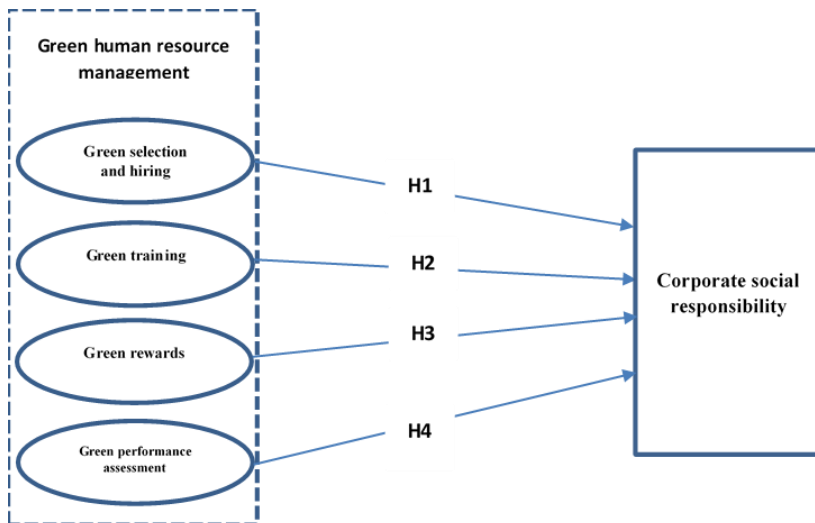 Green human resource
management
Green selection
and hiring
Green training
Green rewards
Green performance
assessment
H1
H2
H3
H4
Corporate social
responsibility